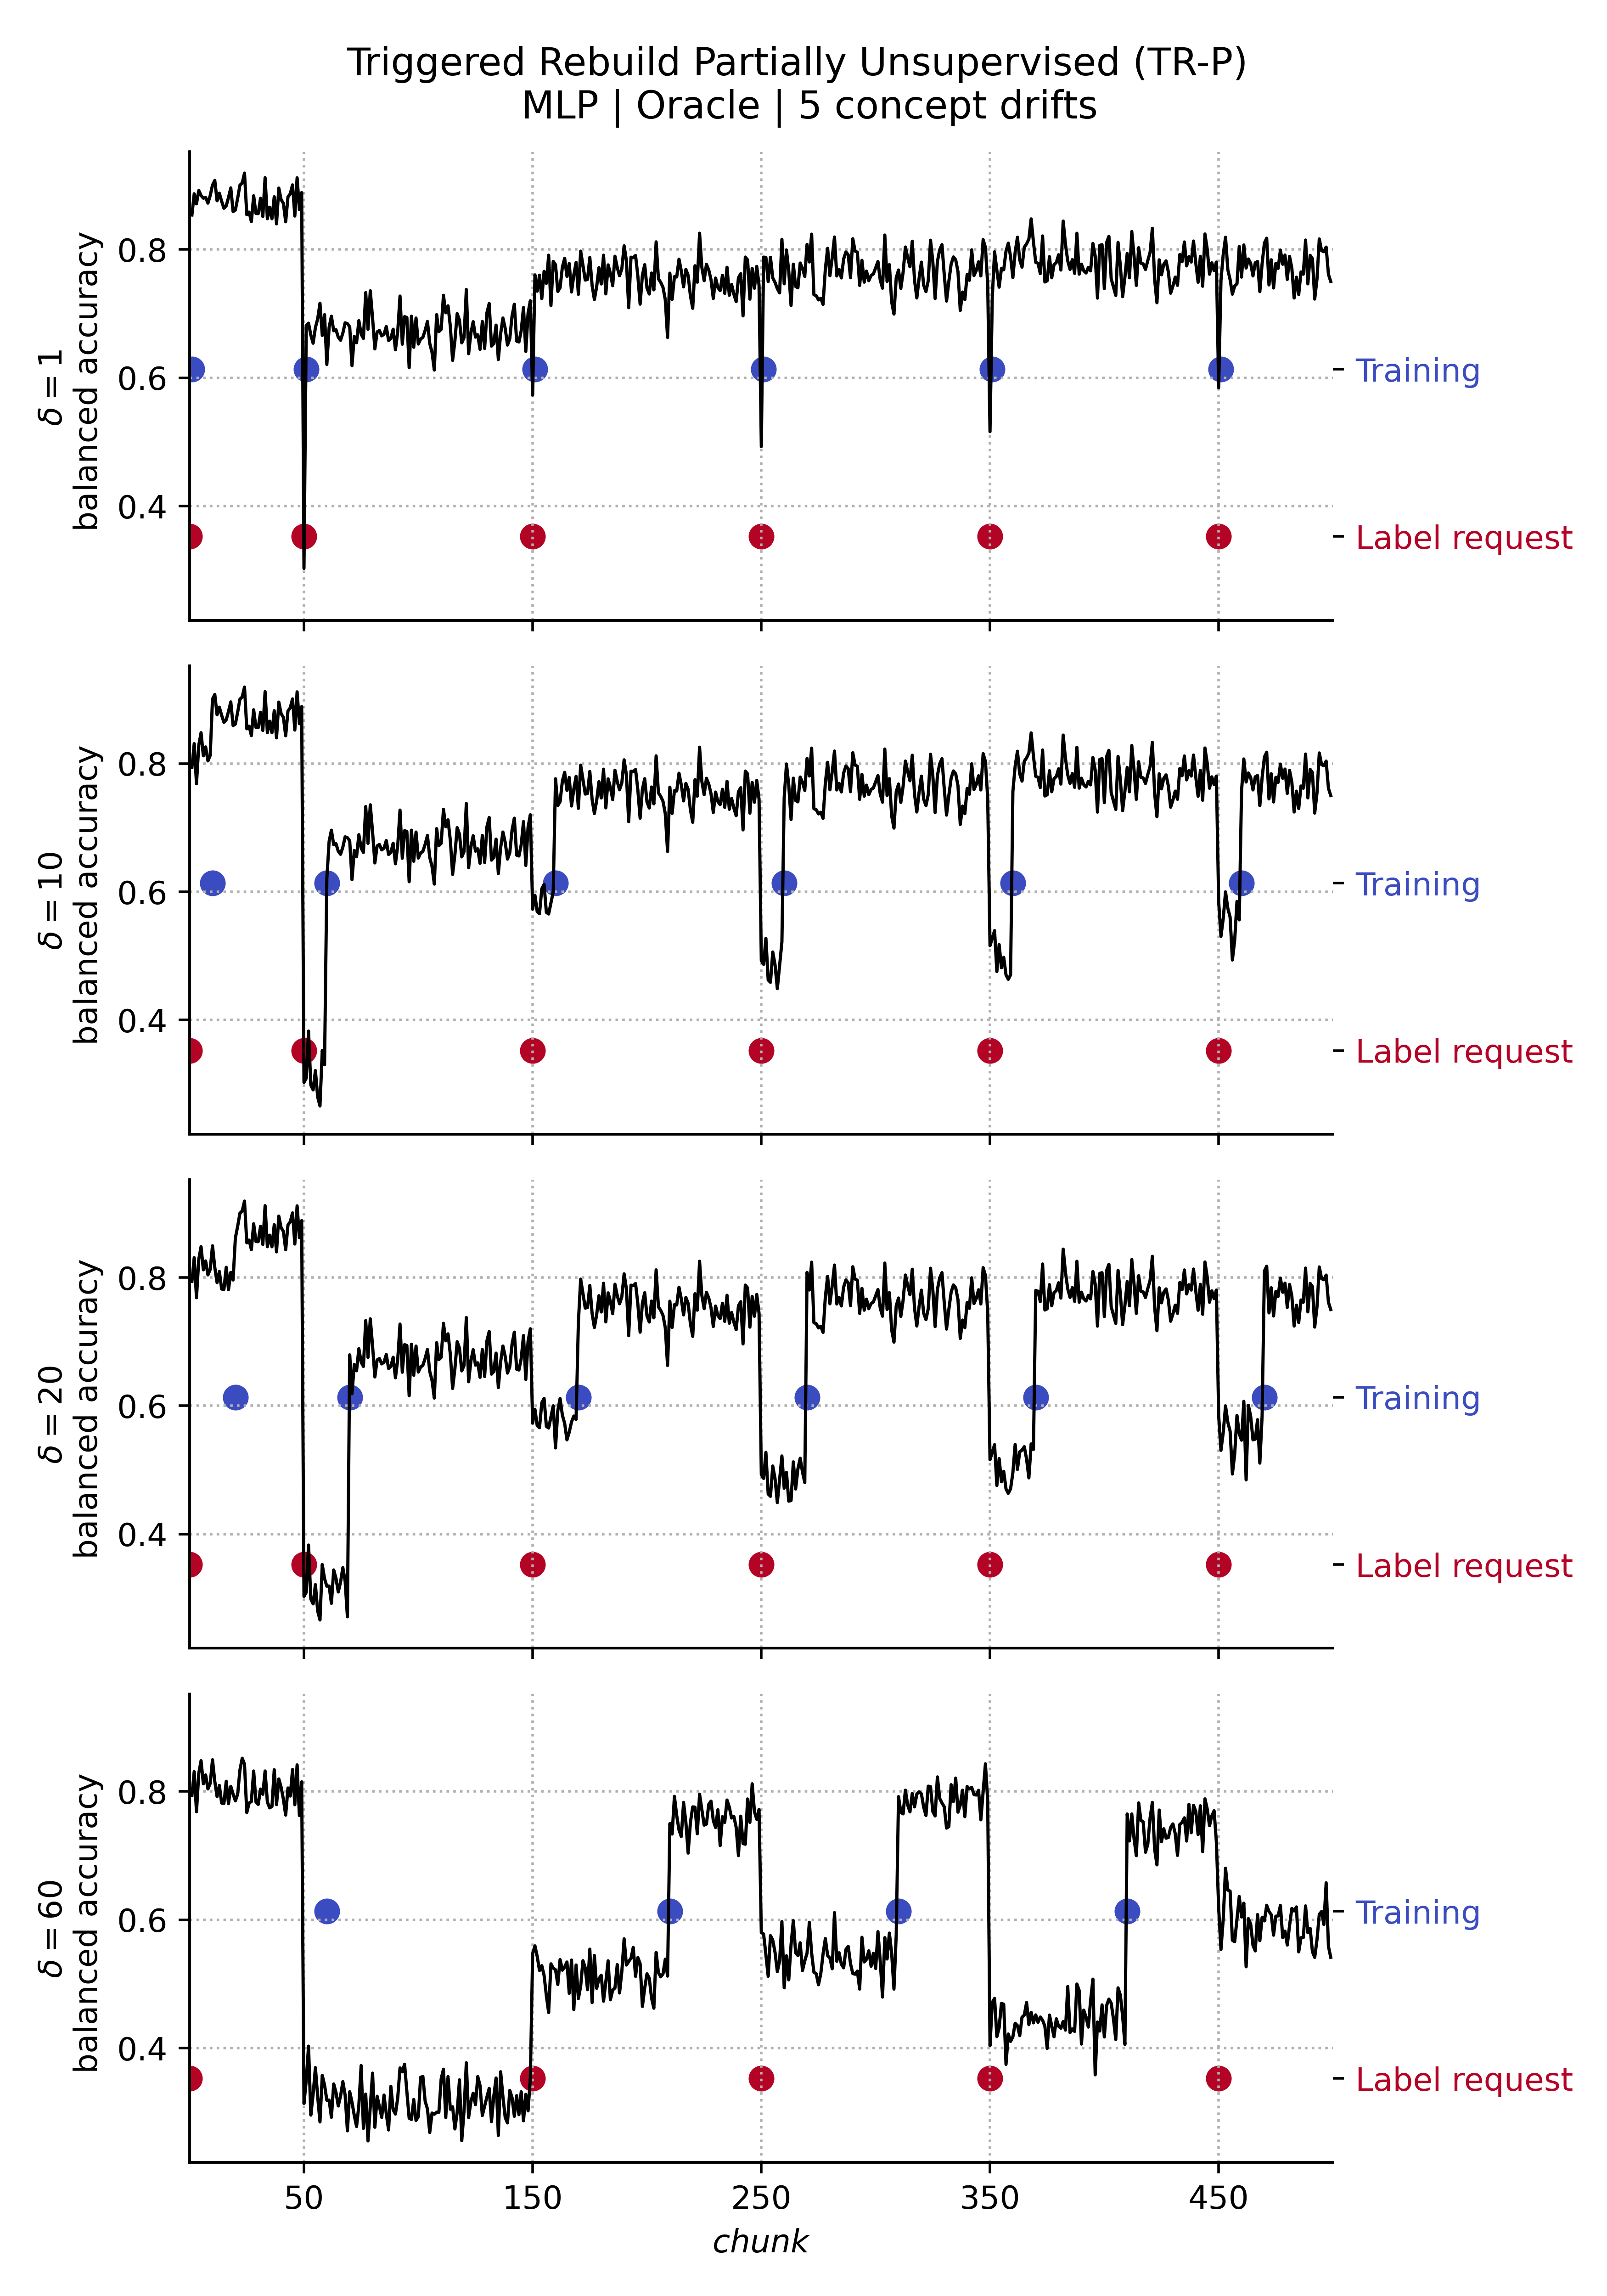 Triggered Rebuild Partially Unsupervised (TR-P)
MLP | Oracle | 5 concept drifts
δ = 1
balanced accuracy
0.8
0.6
0.4
Training
Label request
δ = 10
balanced accuracy
0.8
0.6
0.4
Training
Label request
δ = 20
balanced accuracy
0.8
0.6
0.4
Training
Label request
δ = 60
balanced accuracy
0.8
0.6
0.4
Training
Label request
50 150 250 350 450
chunk